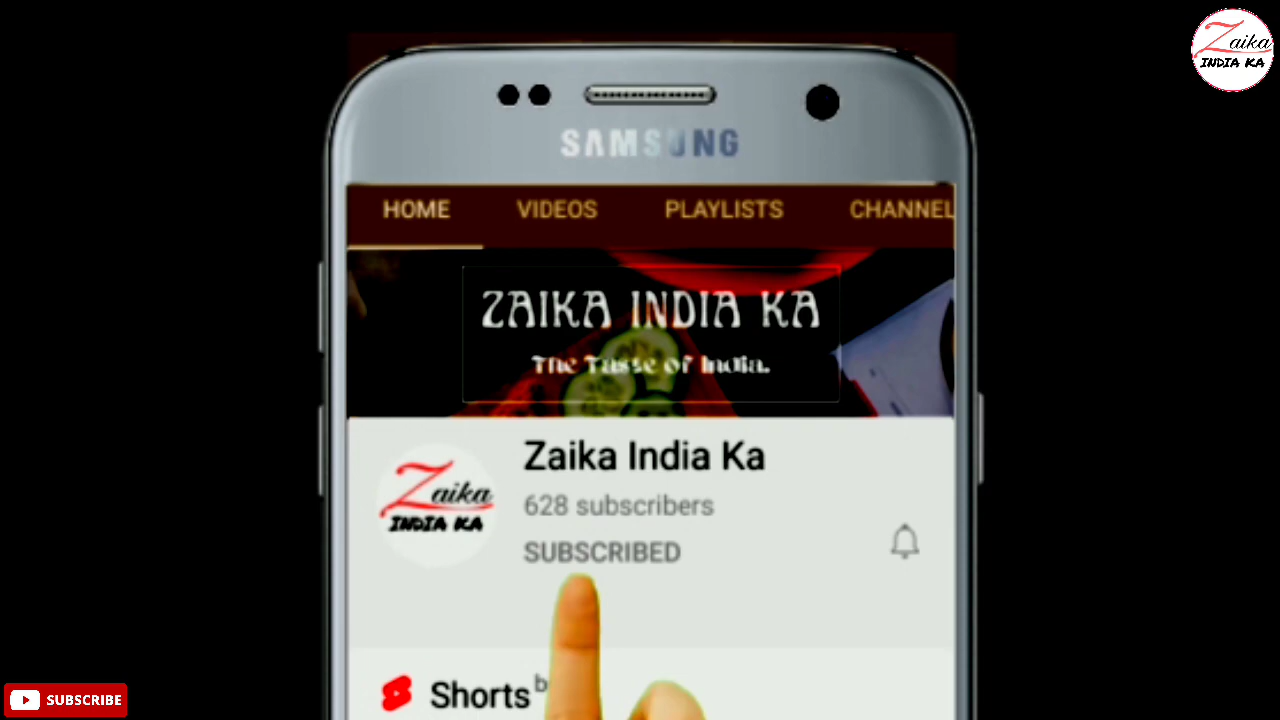 Zaika
INDIA KA
SAMSUNG
HOME VIDEOS PLAYLISTS CHANNEL
ZAIKA INDIA KA
The Taste of India.
Zaika India Ka
Zaika
INDIA KA
628 subscribers
SUBSCRIBED
Shorts b
SUBSCRIBE